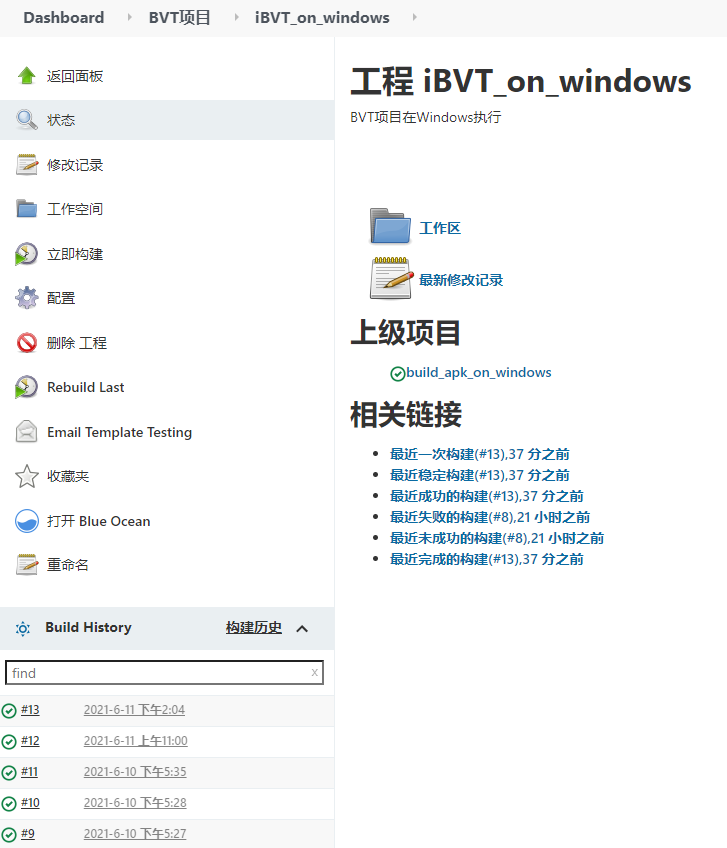 Dashboard BVT项目 iBVT_on_windows
返回面板
状态
修改记录
工作空间
立即构建
配置
删除 工程
Rebuild Last
Email Template Testing
收藏夹
打开 Blue Ocean
重命名
Build History 构建历史
find x
#13 2021-6-11 下午2:04
#12 2021-6-11 上午11:00
#11 2021-6-10 下午5:35
#10 2021-6-10 下午5:28
#9 2021-6-10 下午5:27
工程 iBVT_on_windows
BVT项目在Windows执行
工作区
最新修改记录
上级项目
build_apk_on_windows
相关链接
最近一次构建(#13),37 分之前
最近稳定构建(#13),37 分之前
最近成功的构建(#13),37 分之前
最近失败的构建(#8),21 小时之前
最近未成功的构建(#8),21 小时之前
最近完成的构建(#13),37 分之前